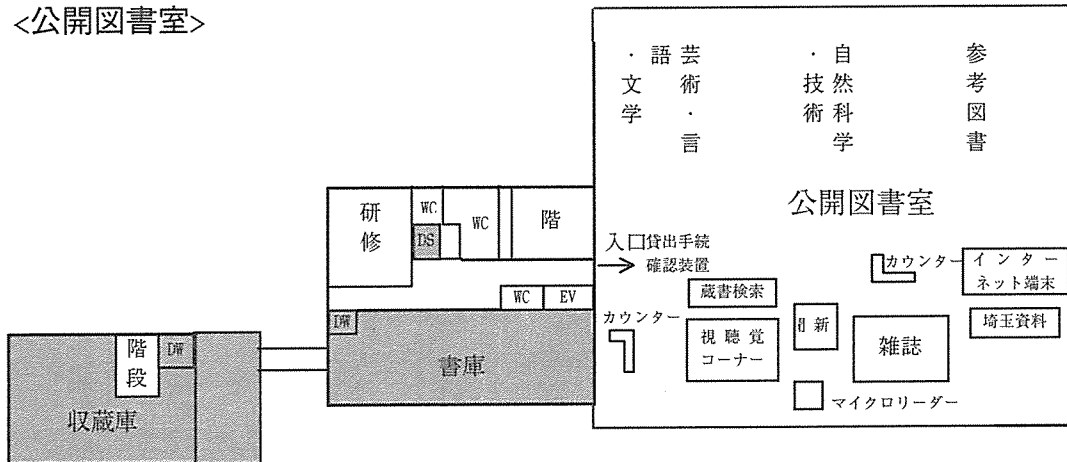 <公開図書室>
芸術・言
語・文学
自然科学
・技術
参考図書
公開図書室
研修
WC
DS
WC
階
入口
貸出手続
確認装置
カウンター
インター
ネット端末
蔵書検索
WC
EV
DW
カウンター
視聴覚
コーナー
新
雑誌
埼玉資料
書庫
階段
DW
収蔵庫
マイクロリーダー